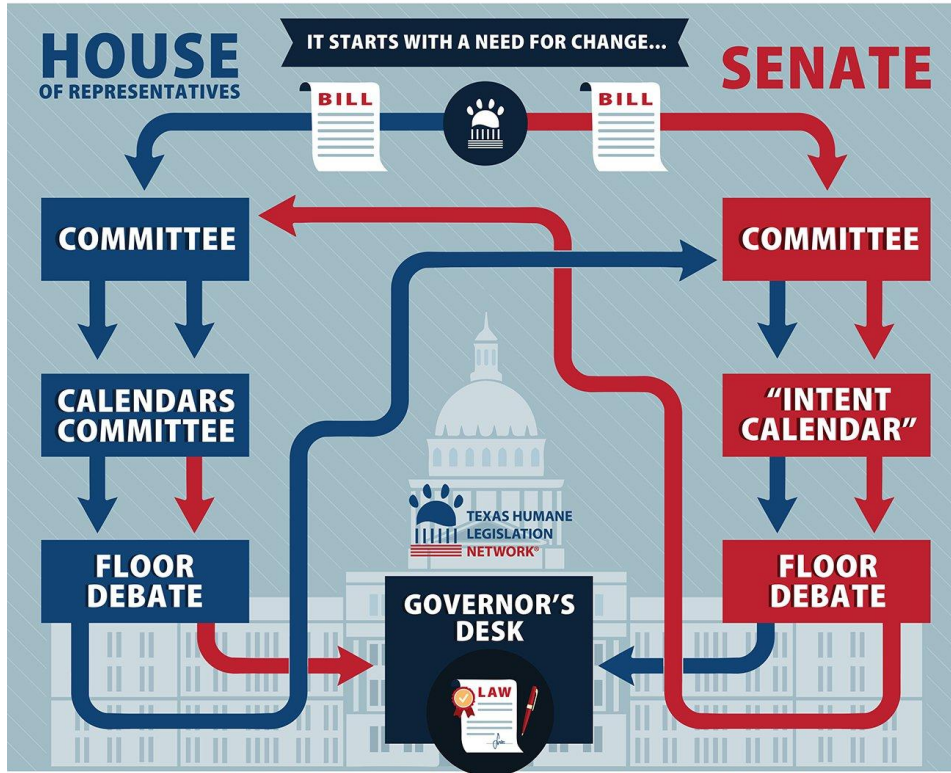 IT STARTS WITH A NEED FOR CHANGE...
HOUSE
OF REPRESENTATIVES
SENATE
BILL
BILL
COMMITTEE
COMMITTEE
CALENDARS
COMMITTEE
“INTENT
CALENDAR”
TEXAS HUMANE
LEGISLATION
NETWORK®
FLOOR
DEBATE
FLOOR
DEBATE
GOVERNOR'S
DESK
LAW